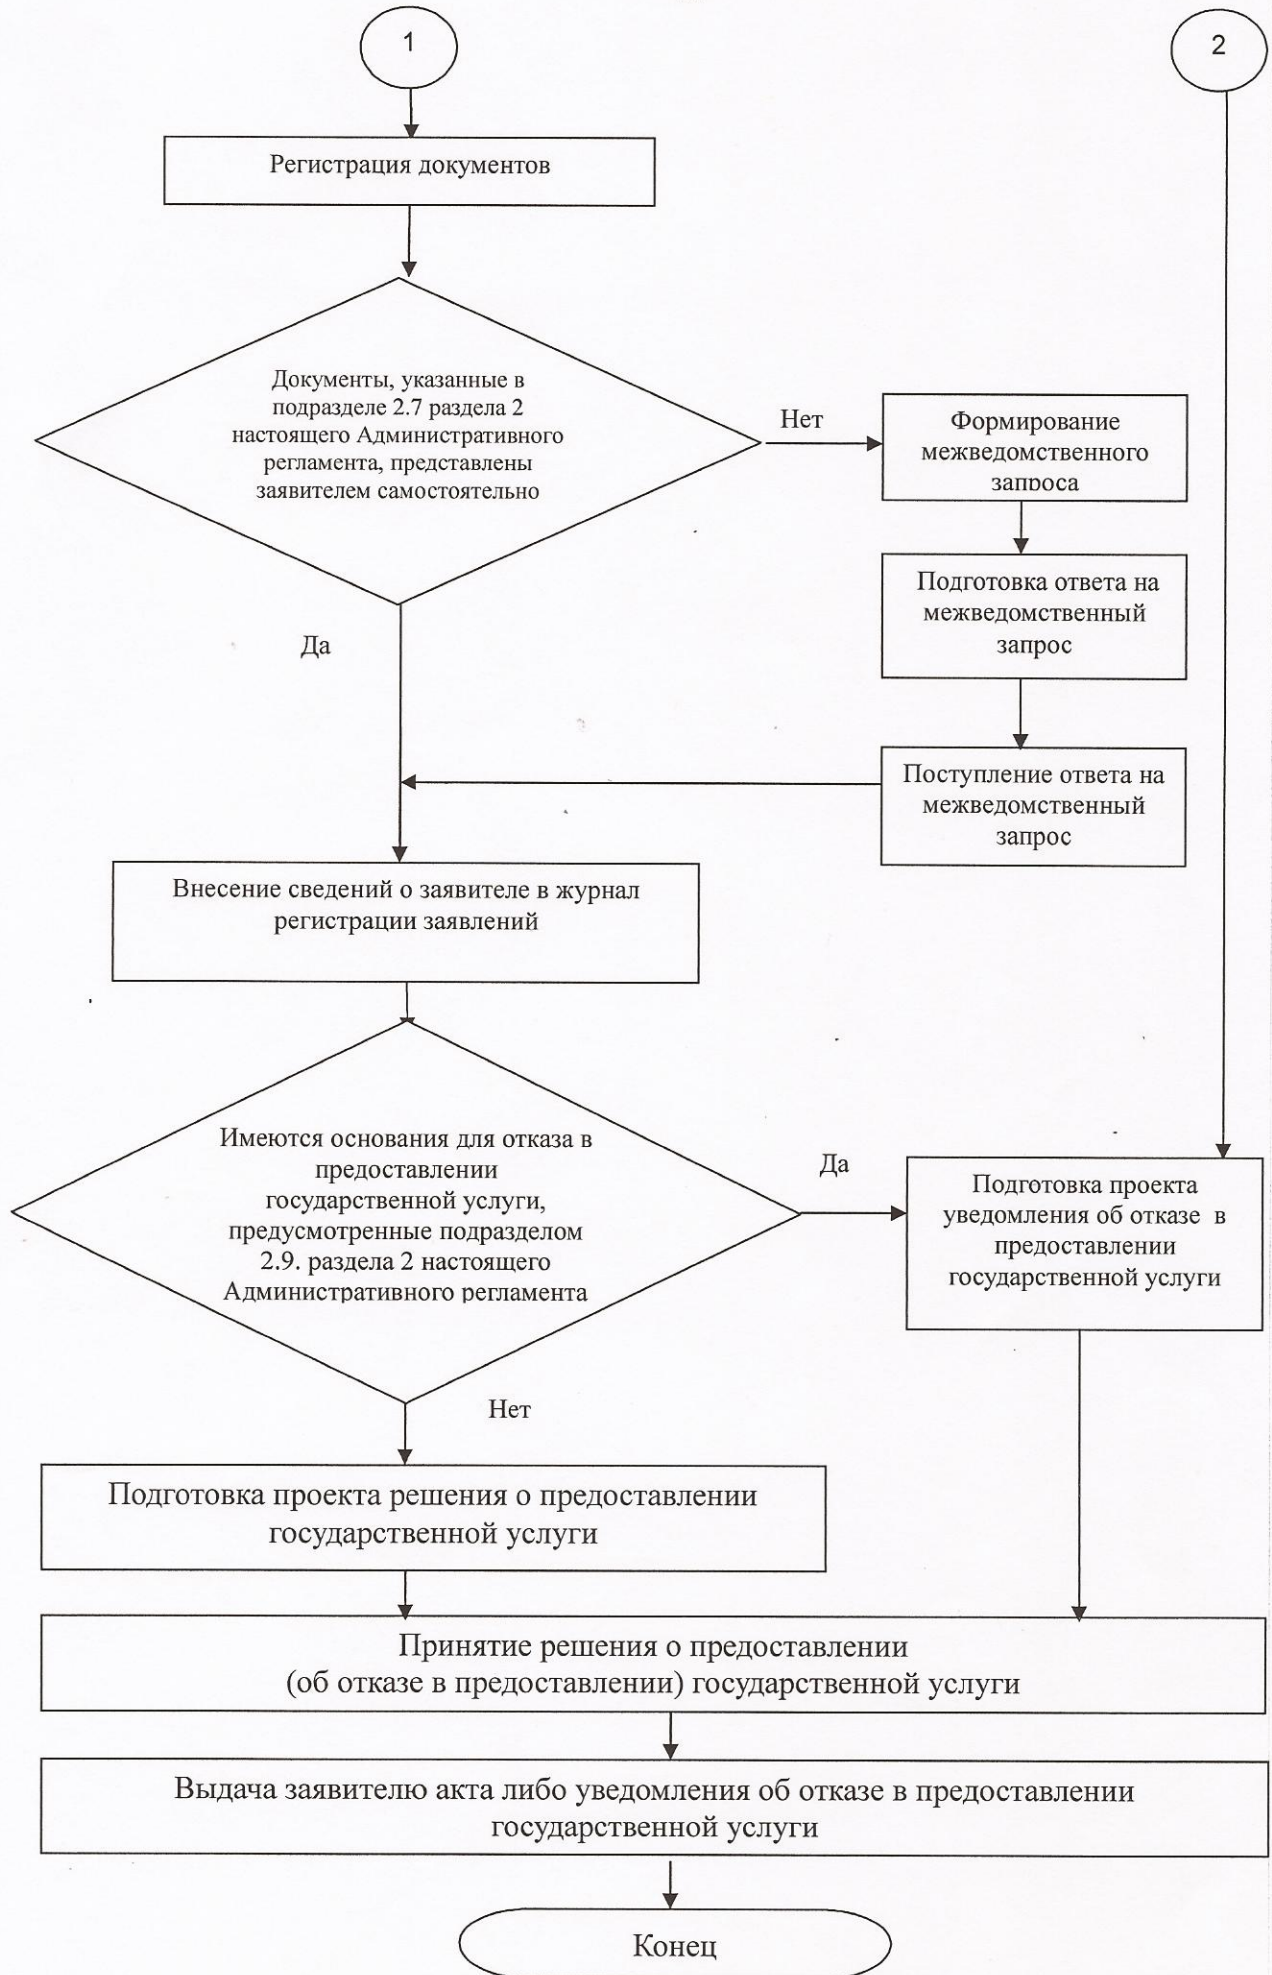 1
2
Регистрация документов
Документы, указанные в
подразделе 2.7 раздела 2
настоящего Административного
регламента, представлены
заявителем самостоятельно
Нет
Формирование
межведомственного
запроса
Подготовка ответа на
межведомственный
запрос
Да
Поступление ответа на
межведомственный
запрос
Внесение сведений о заявителе в журнал
регистрации заявлений
Имеются основания для отказа в
предоставлении
государственной услуги,
предусмотренные подразделом
2.9. раздела 2 настоящего
Административного регламента
Да
Подготовка проекта
уведомления об отказе в
предоставлении
государственной услуги
Нет
Подготовка проекта решения о предоставлении
государственной услуги
Принятие решения о предоставлении
(об отказе в предоставлении) государственной услуги
Выдача заявителю акта либо уведомления об отказе в предоставлении
государственной услуги
Конец